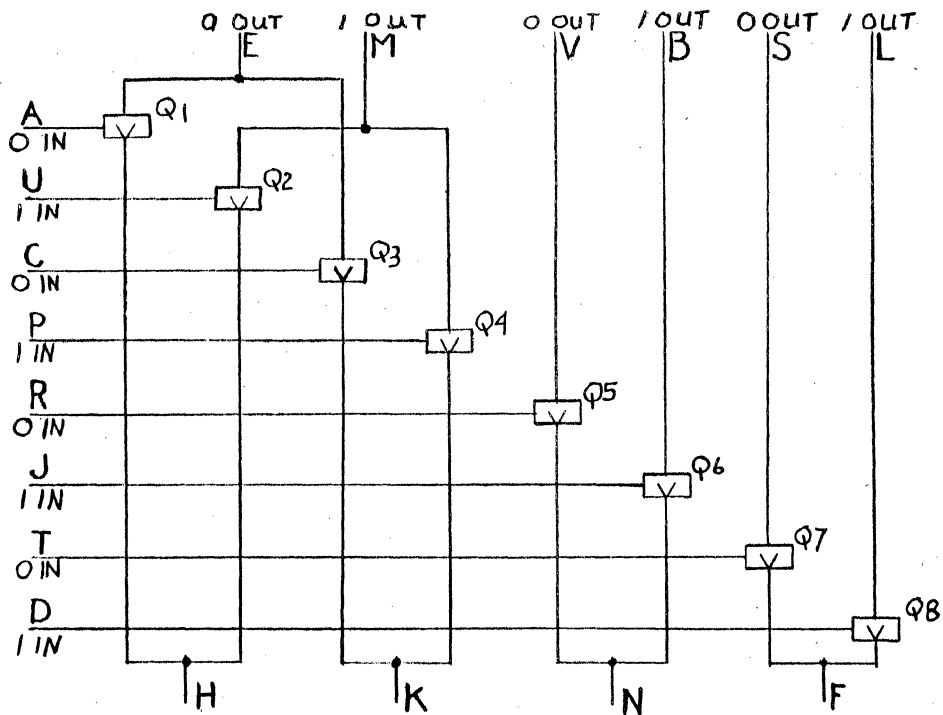 0 OUT 1 OUT 0 OUT 1 OUT 0 OUT 1 OUT
E M V B S L
A Q1
0 IN
U Q2
1 IN
C Q3
0 IN
P Q4
1 IN
R Q5
0 IN
J Q6
1 IN
T Q7
0 IN
D Q8
1 IN
H K N F